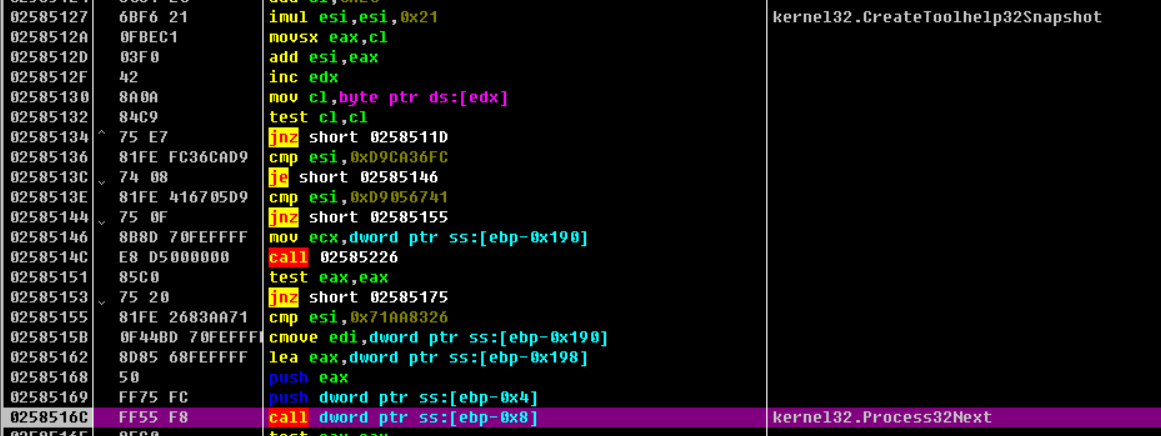 02585127 6BF6 21 imul esi,esi,0x21 kernel32.CreateToolhelp32Snapshot
0258512A 0FBEC1 movsx eax,cl
0258512D 03F0 add esi,eax
0258512F 42 inc edx
02585130 8A0A mov cl,byte ptr ds:[edx]
02585132 84C9 test cl,cl
02585134 ^ 75 E7 jnz short 0258511D
02585136 81FE FC36CAD9 cmp esi,0xD9CA36FC
0258513C ⌄ 74 08 je short 02585146
0258513E 81FE 416705D9 cmp esi,0xD9056741
02585144 ⌄ 75 0F jnz short 02585155
02585146 8B8D 70FEFFFF mov ecx,dword ptr ss:[ebp-0x190]
0258514C E8 D5000000 call 02585226
02585151 85C0 test eax,eax
02585153 ⌄ 75 20 jnz short 02585175
02585155 81FE 2683AA71 cmp esi,0x71AA8326
0258515B 0F44BD 70FEFFF cmove edi,dword ptr ss:[ebp-0x190]
02585162 8D85 68FEFFFF lea eax,dword ptr ss:[ebp-0x198]
02585168 50 push eax
02585169 FF75 FC push dword ptr ss:[ebp-0x4]
0258516C FF55 F8 call dword ptr ss:[ebp-0x8] kernel32.Process32Next